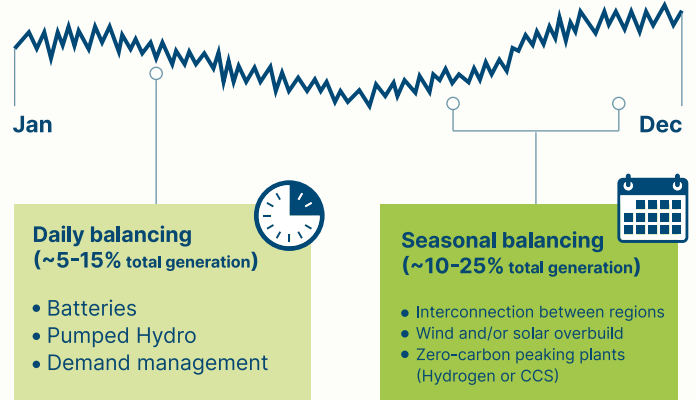 Jan
Dec
Daily balancing
(~5-15% total generation)
• Batteries
• Pumped Hydro
• Demand management
Seasonal balancing
(~10-25% total generation)
• Interconnection between regions
• Wind and/or solar overbuild
• Zero-carbon peaking plants
(Hydrogen or CCS)